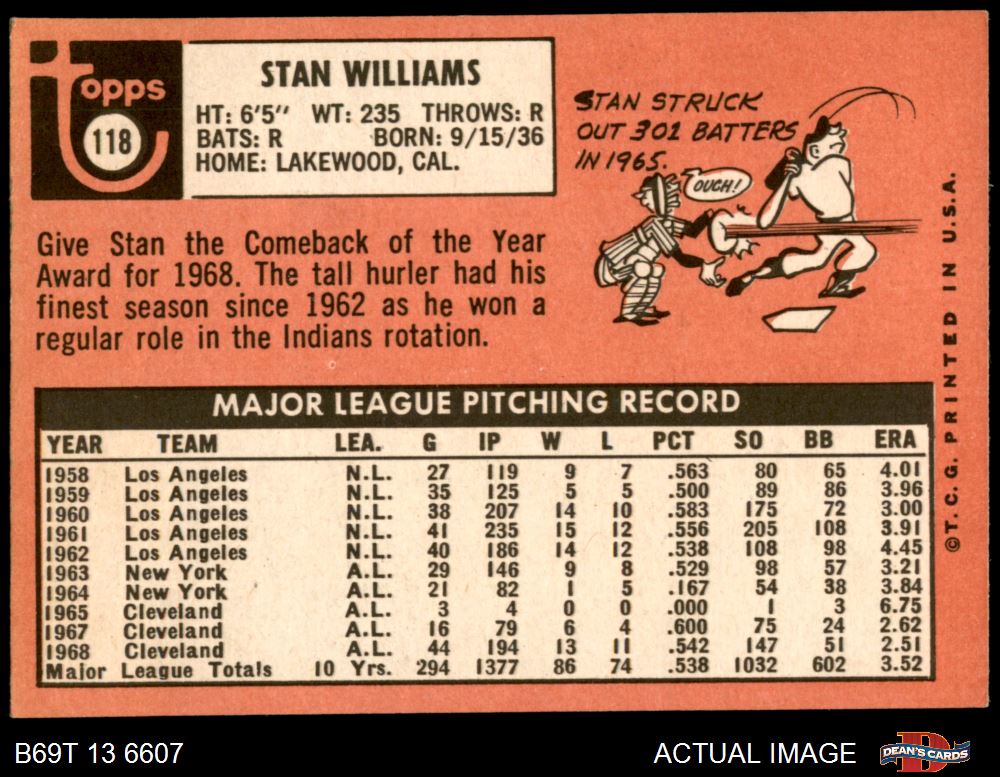 Topps
118
STAN WILLIAMS
HT: 6'5" WT: 235 THROWS: R
BATS: R BORN: 9/15/36
HOME: LAKEWOOD, CAL.
STAN STRUCK
OUT 301 BATTERS
IN 1965.
OUCH!
Give Stan the Comeback of the Year
Award for 1968. The tall hurler had his
finest season since 1962 as he won a
regular role in the Indians rotation.
MAJOR LEAGUE PITCHING RECORD
YEAR TEAM LEA. G IP W L PCT SO BB ERA
1958 Los Angeles N.L. 27 119 9 7 .563 80 65 4.01
1959 Los Angeles N.L. 35 125 5 5 .500 89 86 3.96
1960 Los Angeles N.L. 38 207 14 10 .583 175 72 3.00
1961 Los Angeles N.L. 41 235 15 12 .556 205 108 3.91
1962 Los Angeles N.L. 40 186 14 12 .538 108 98 4.45
1963 New York A.L. 29 146 9 8 .529 98 57 3.21
1964 New York A.L. 21 82 1 5 .167 54 38 3.84
1965 Cleveland A.L. 3 4 0 0 .000 1 3 6.75
1967 Cleveland A.L. 16 79 6 4 .600 75 24 2.62
1968 Cleveland A.L. 44 194 13 11 .542 147 51 2.51
Major League Totals 10 Yrs. 294 1377 86 74 .538 1032 602 3.52
©T.C.G. PRINTED IN U.S.A.
B69T 13 6607
ACTUAL IMAGE
DEAN'S CARDS